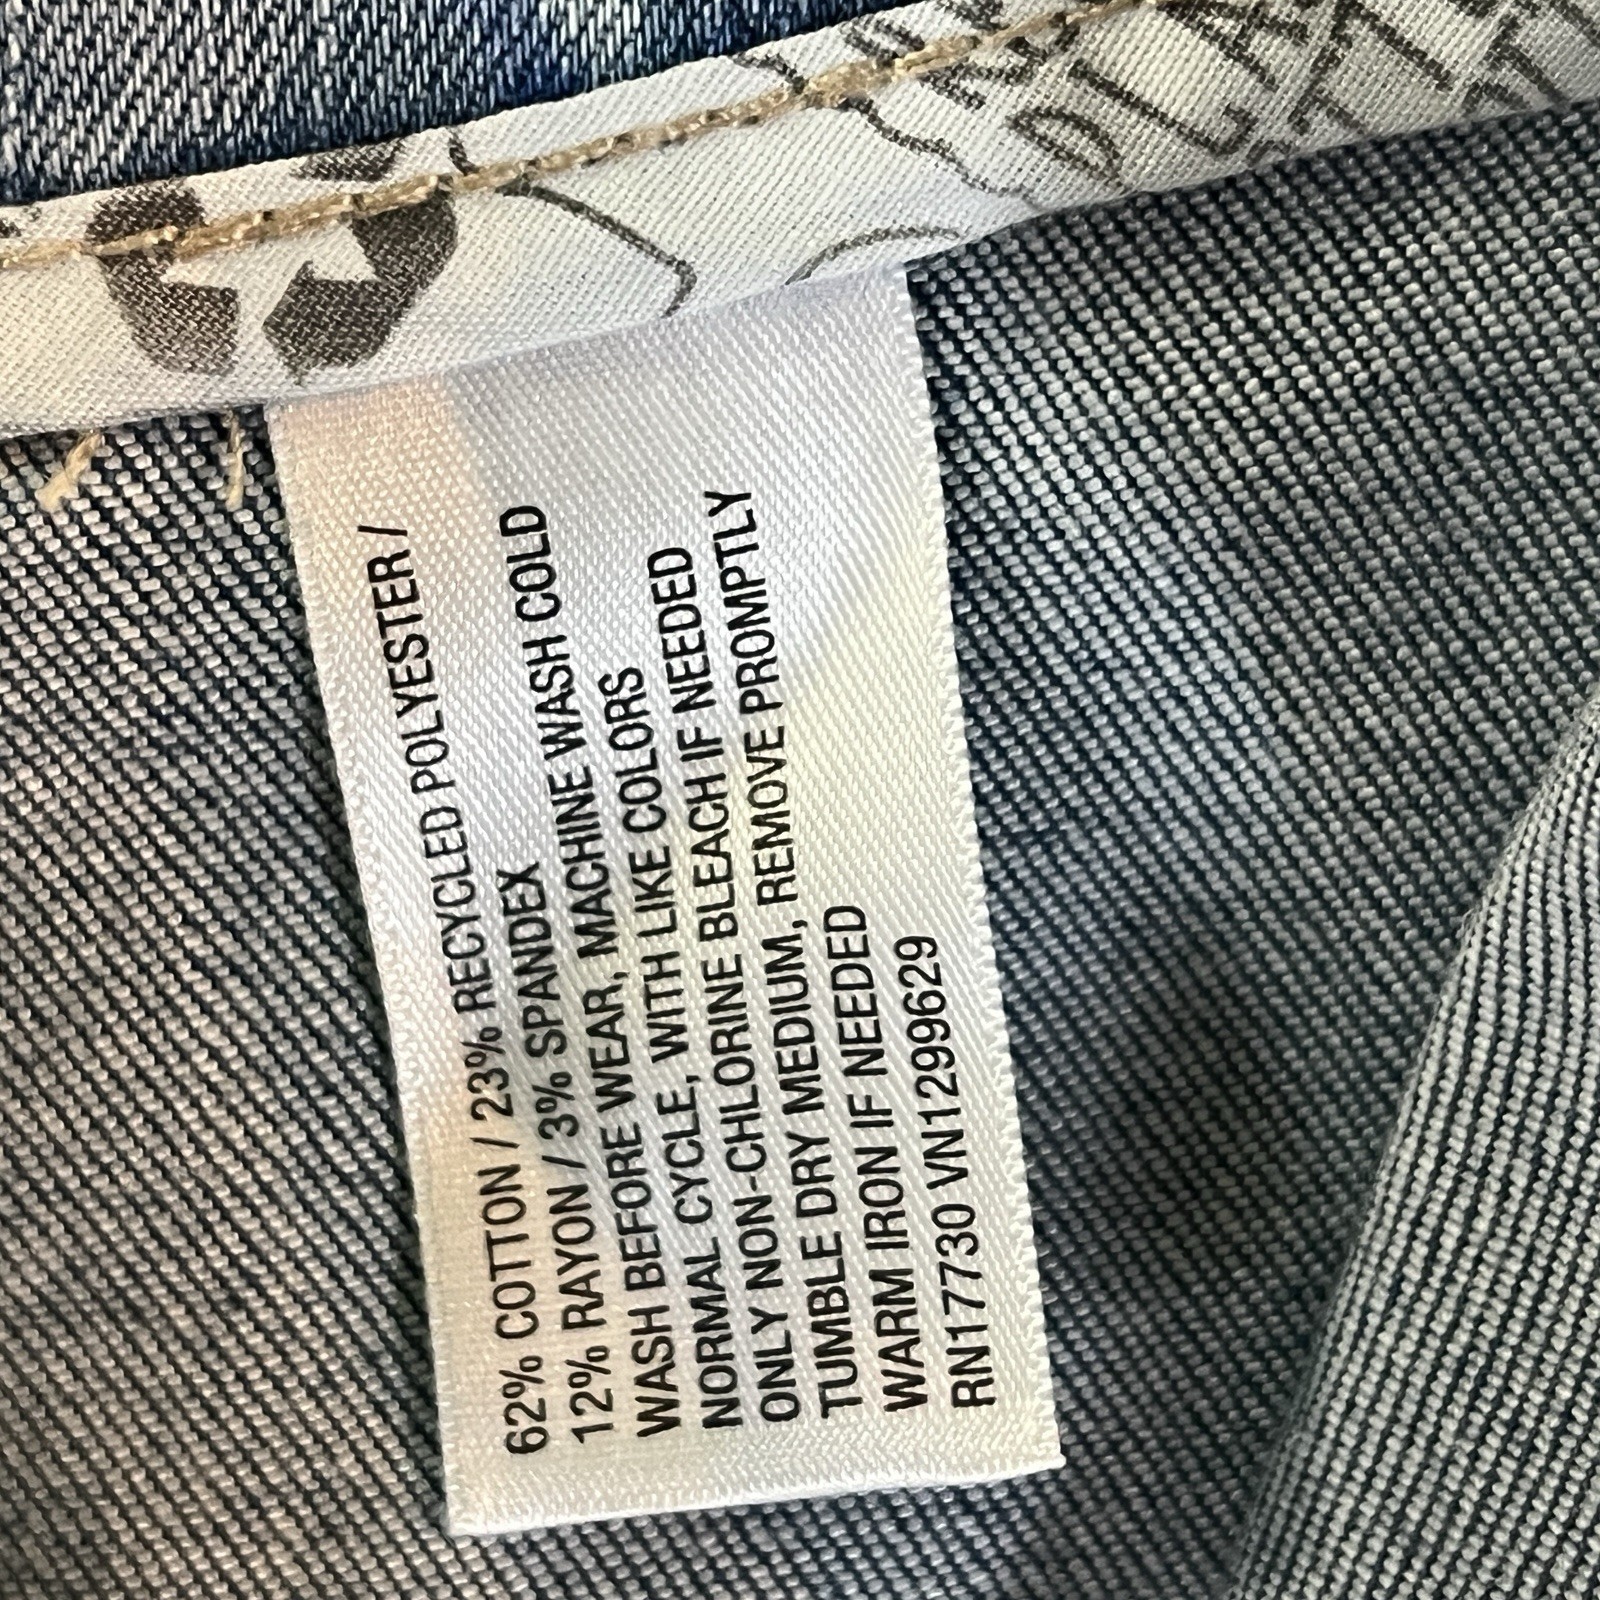 62% COTTON / 23% RECYCLED POLYESTER /
12% RAYON / 3% SPANDEX
WASH BEFORE WEAR, MACHINE WASH COLD
NORMAL CYCLE, WITH LIKE COLORS
ONLY NON-CHLORINE BLEACH IF NEEDED
TUMBLE DRY MEDIUM, REMOVE PROMPTLY
WARM IRON IF NEEDED
RN17730 VN1299629